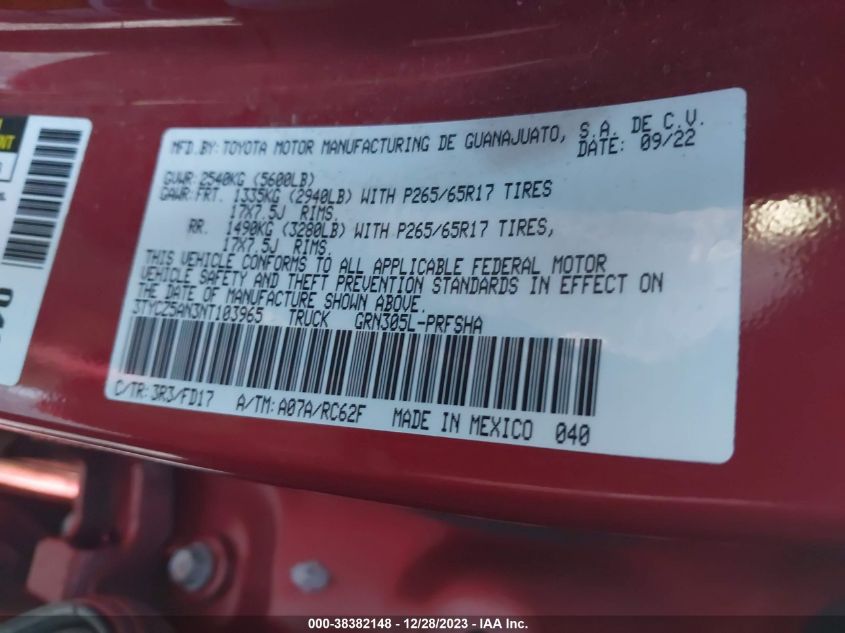 MFD.BY:TOYOTA MOTOR MANUFACTURING DE GUANAJUATO, S.A. DE C.V.
DATE: 09/22
GVWR:2540KG (5600LB)
GAWR:FRT. 1335KG (2940LB) WITH P265/65R17 TIRES
17X7.5J RIMS,
RR. 1490KG (3280LB) WITH P265/65R17 TIRES,
17X7.5J RIMS.
THIS VEHICLE CONFORMS TO ALL APPLICABLE FEDERAL MOTOR
VEHICLE SAFETY AND THEFT PREVENTION STANDARDS IN EFFECT ON
THE DATE OF MANUFACTURE SHOWN ABOVE.
3TYCZ5AN3NT103965 TRUCK GRN305L-PRFSHA
C/TR:3R3/FD17 A/TM:A07A/RC62F MADE IN MEXICO 040
000-38382148 - 12/28/2023 - IAA Inc.